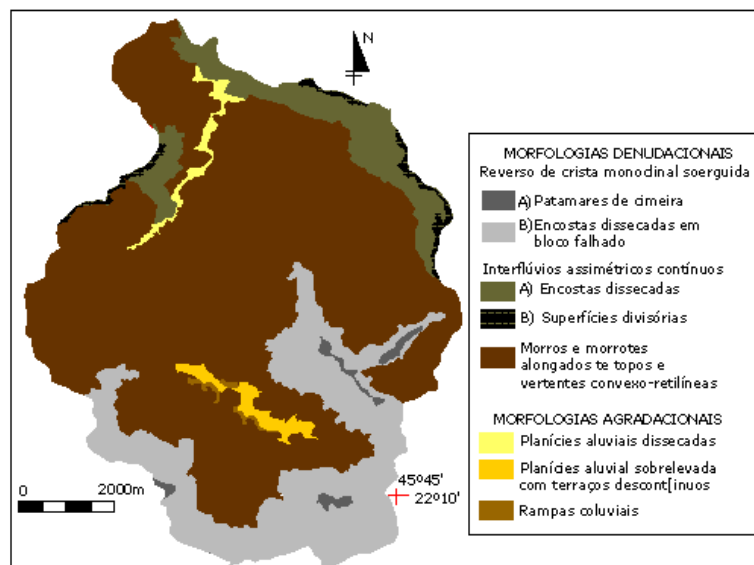 N
MORFOLOGIAS DENUDACIONAIS
Reverso de crista monoclinal soerguida
A) Patamares de cimeira
B) Encostas dissecadas em
bloco falhado
Interflúvios assimétricos contínuos
A) Encostas dissecadas
B) Superfícies divisórias
Morros e morrotes
alongados te topos e
vertentes convexo-retilíneas
MORFOLOGIAS AGRADACIONAIS
Planícies aluviais dissecadas
Planícies aluvial sobrelevada
com terraços descont[inuos
Rampas coluviais
0 2000m
45º45'
22º10'